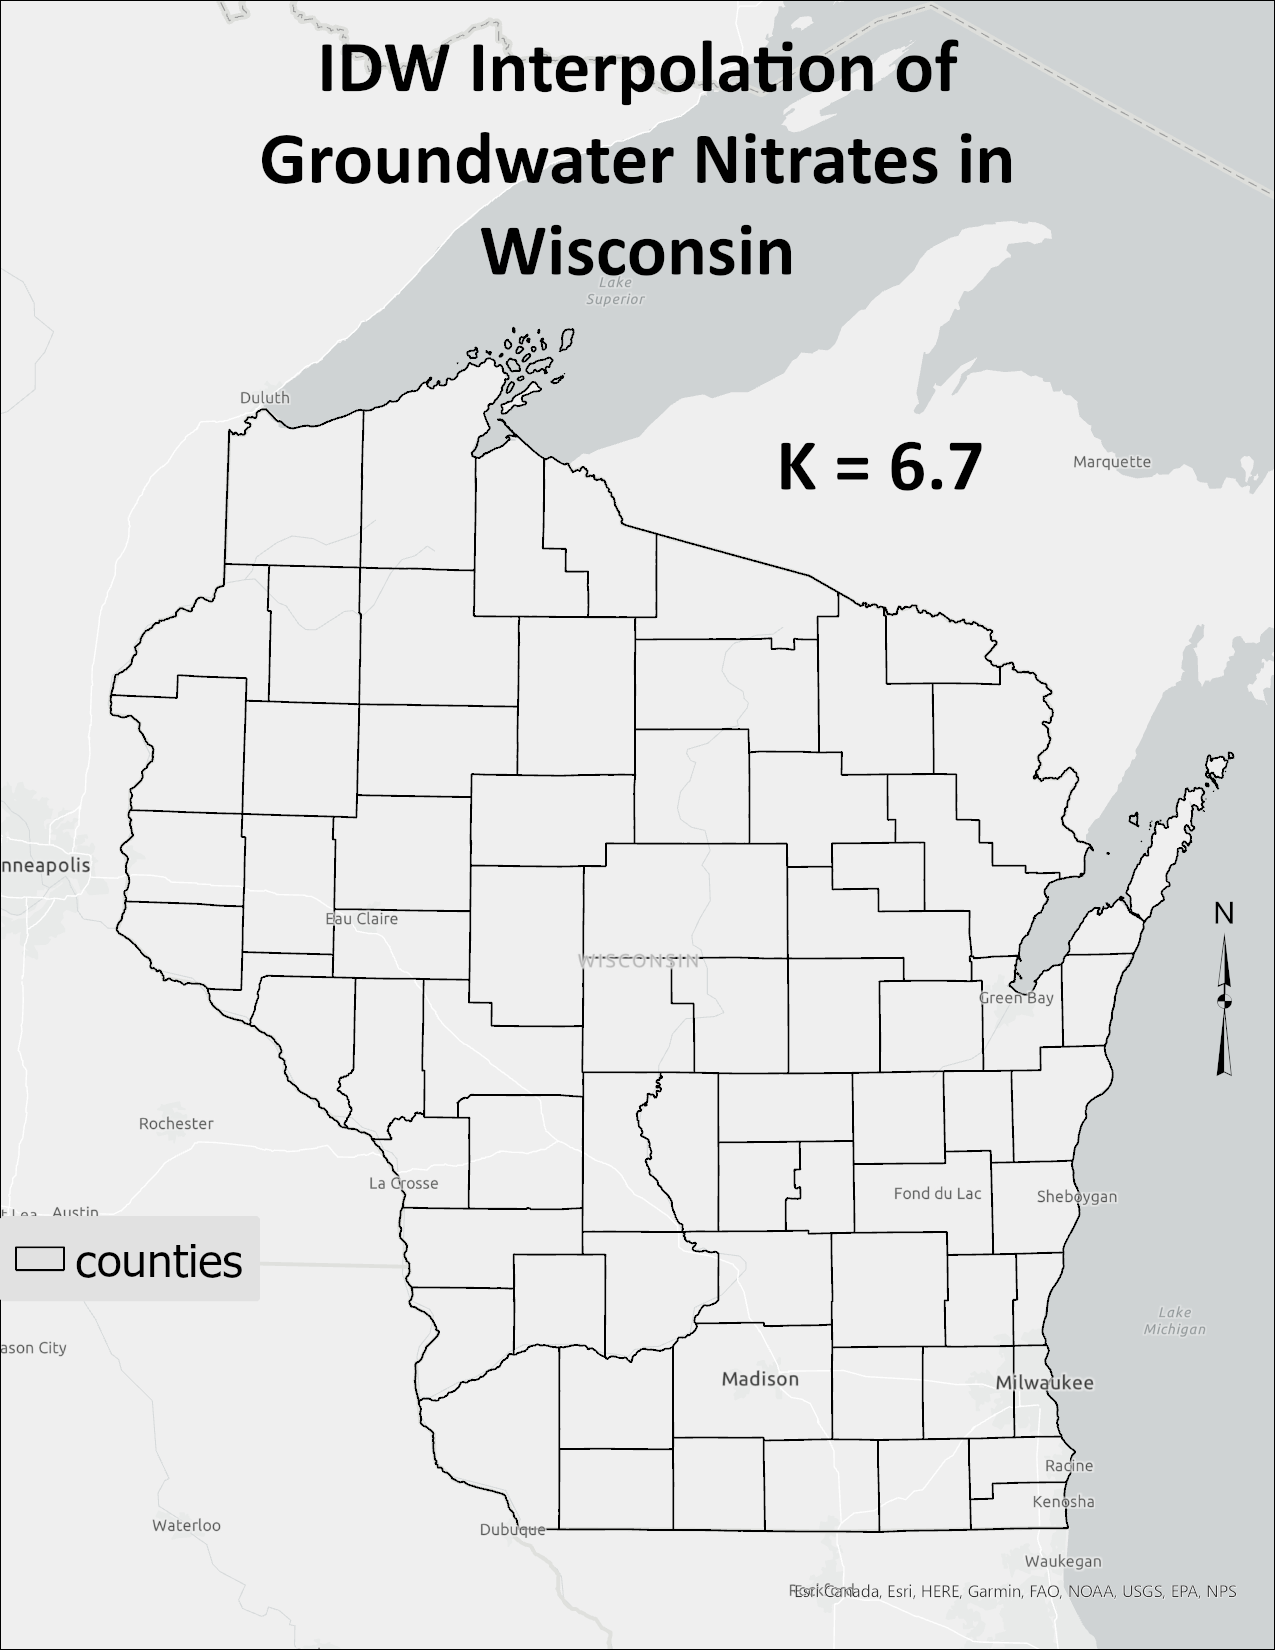 IDW Interpolation of
Groundwater Nitrates in
Wisconsin
Lake
Superior
Duluth
K = 6.7
Marquette
nneapolis
Eau Claire
N
WISCONSIN
Green Bay
Rochester
La Crosse
Fond du Lac
Sheboygan
t Lea
Austin
counties
Lake
Michigan
ason City
Madison
Milwaukee
Racine
Kenosha
Waterloo
Dubuque
Waukegan
Rockford
Esri Canada, Esri, HERE, Garmin, FAO, NOAA, USGS, EPA, NPS